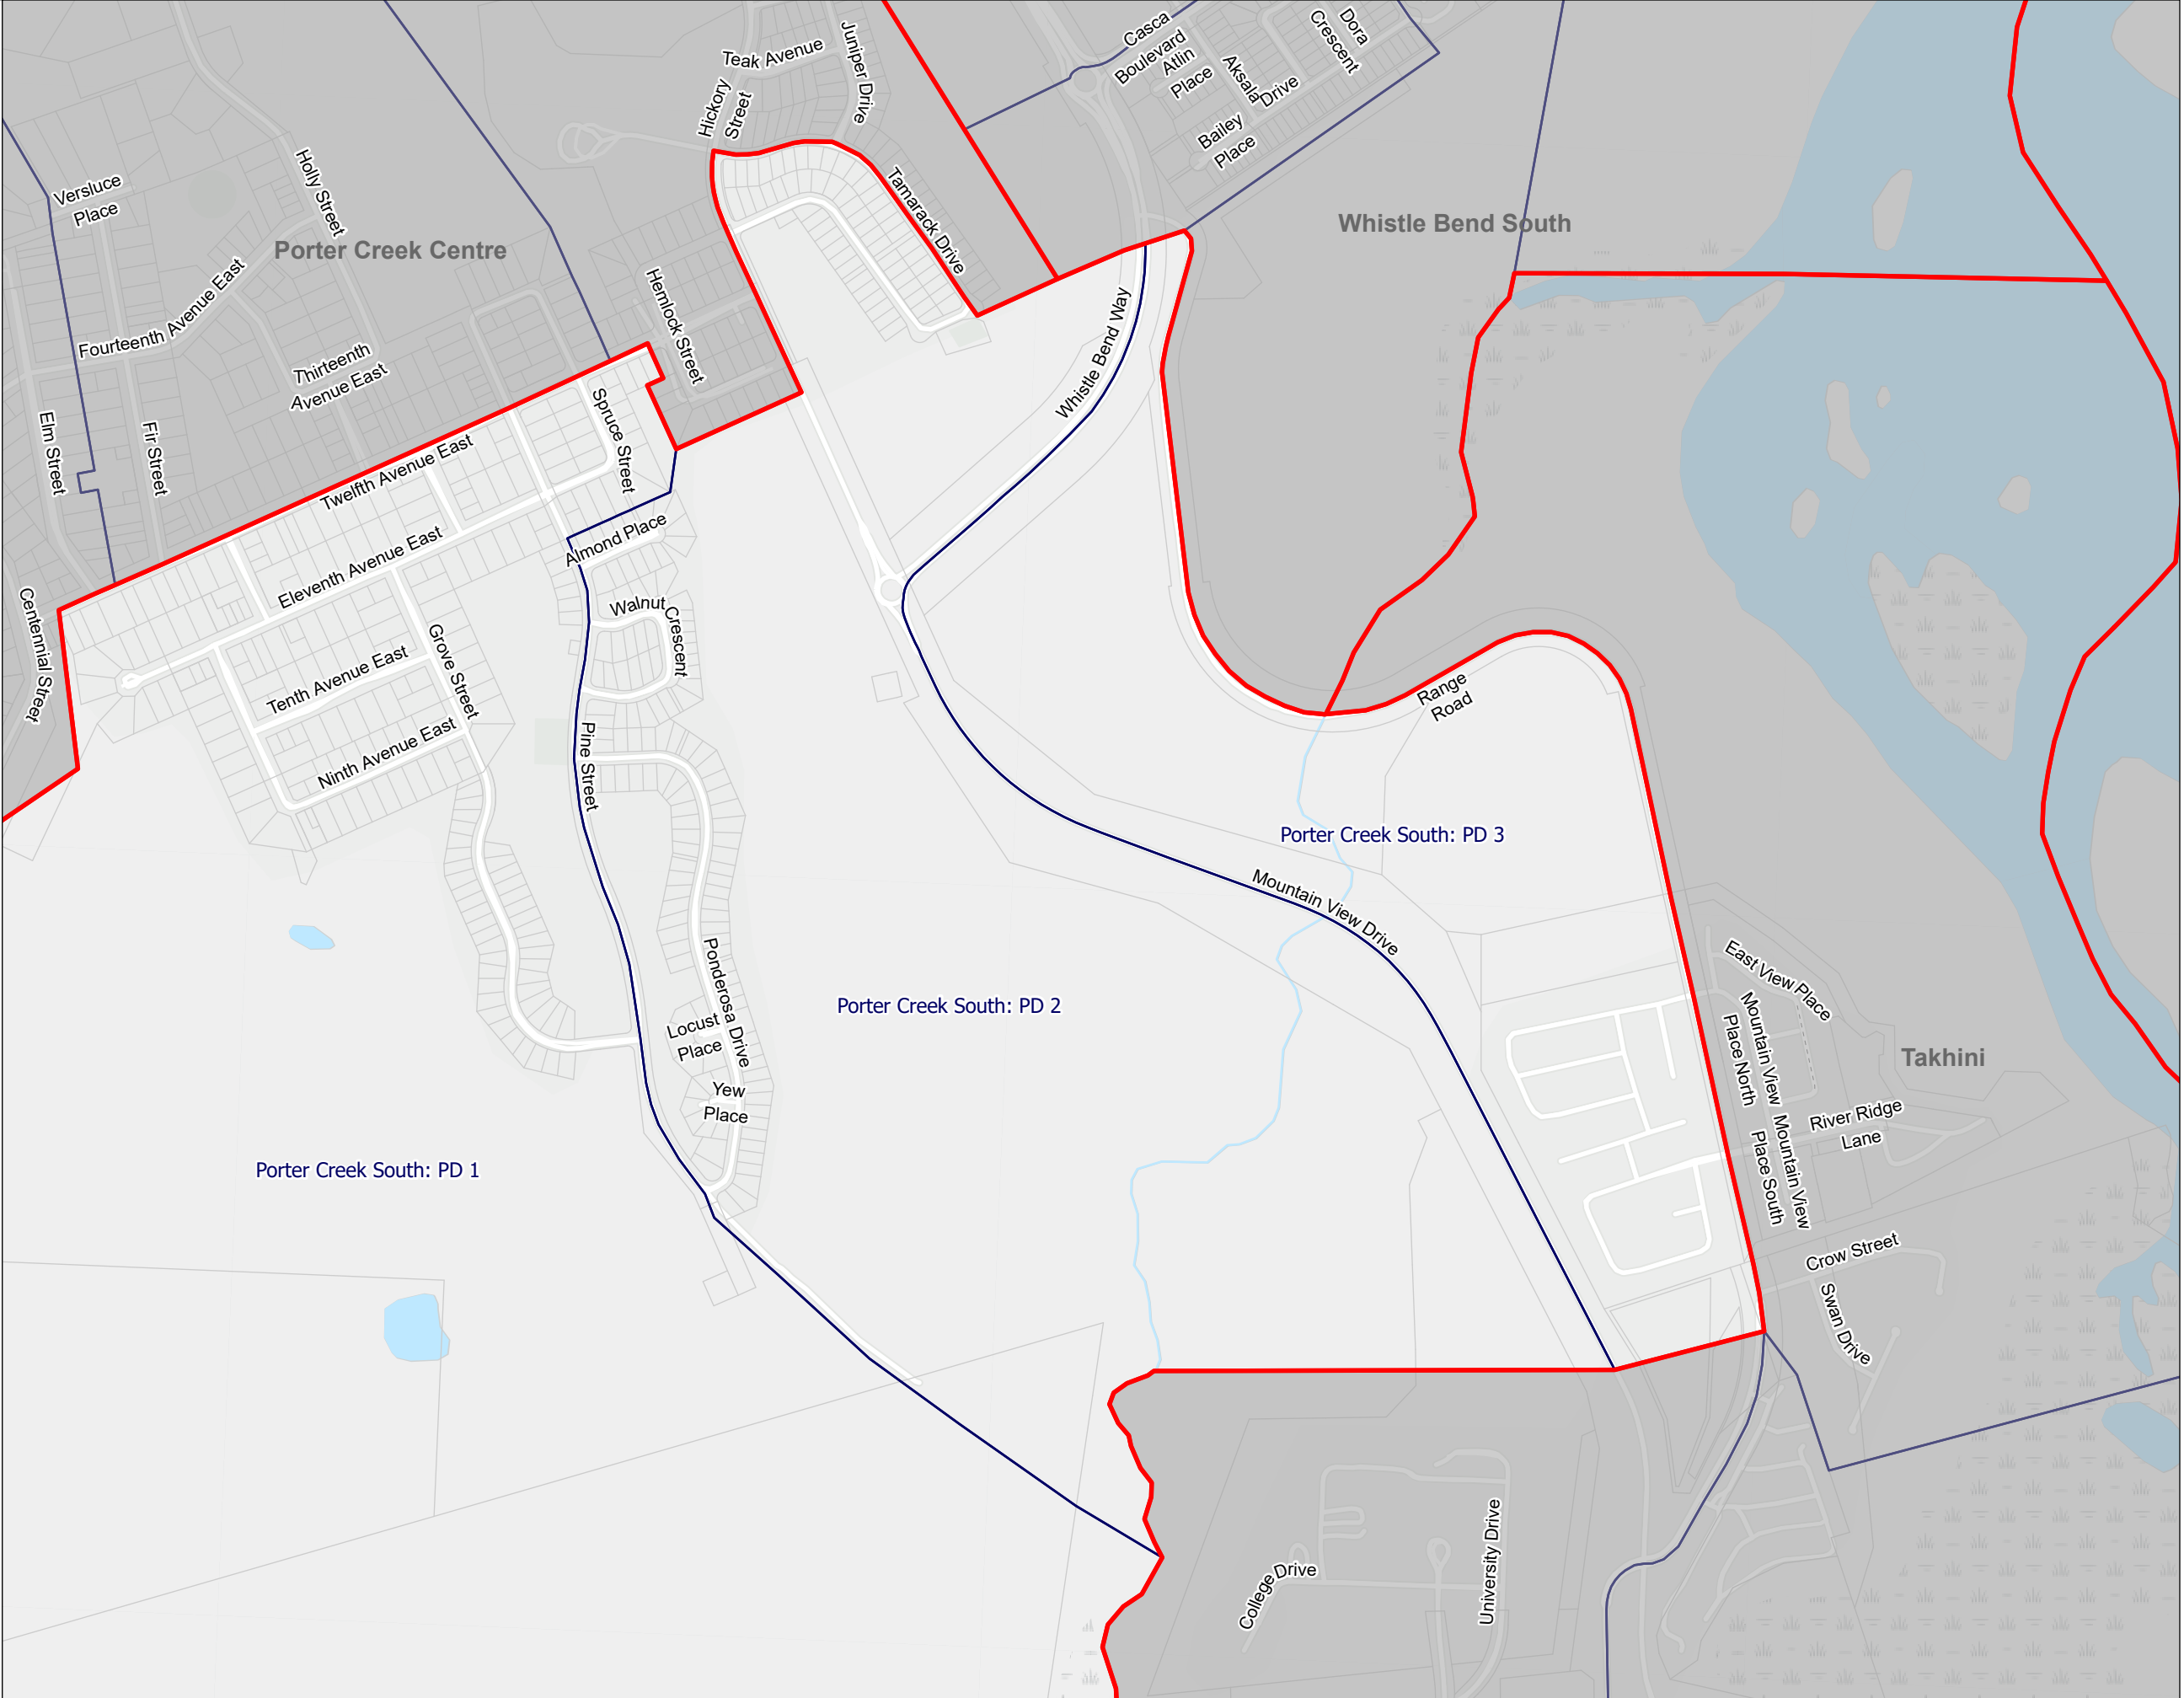 Casca
Boulevard
Atlin
Place
Aksala
Drive
Dora
Crescent
Bailey
Place
Teak Avenue
Juniper Drive
Hickory
Street
Tamarack Drive
Holly Street
Versluce
Place
Porter Creek Centre
Whistle Bend South
Fourteenth Avenue East
Thirteenth
Avenue East
Hemlock Street
Whistle Bend Way
Elm Street
Fir Street
Twelfth Avenue East
Spruce Street
Almond Place
Eleventh Avenue East
Centennial Street
Walnut
Crescent
Tenth Avenue East
Grove Street
Ninth Avenue East
Pine Street
Range
Road
Porter Creek South: PD 3
Mountain View Drive
Ponderosa Drive
Locust
Place
Yew
Place
Porter Creek South: PD 2
Porter Creek South: PD 1
East View Place
Mountain View
Place North
Takhini
River Ridge
Lane
Mountain View
Place South
Crow Street
Swan Drive
College Drive
University Drive